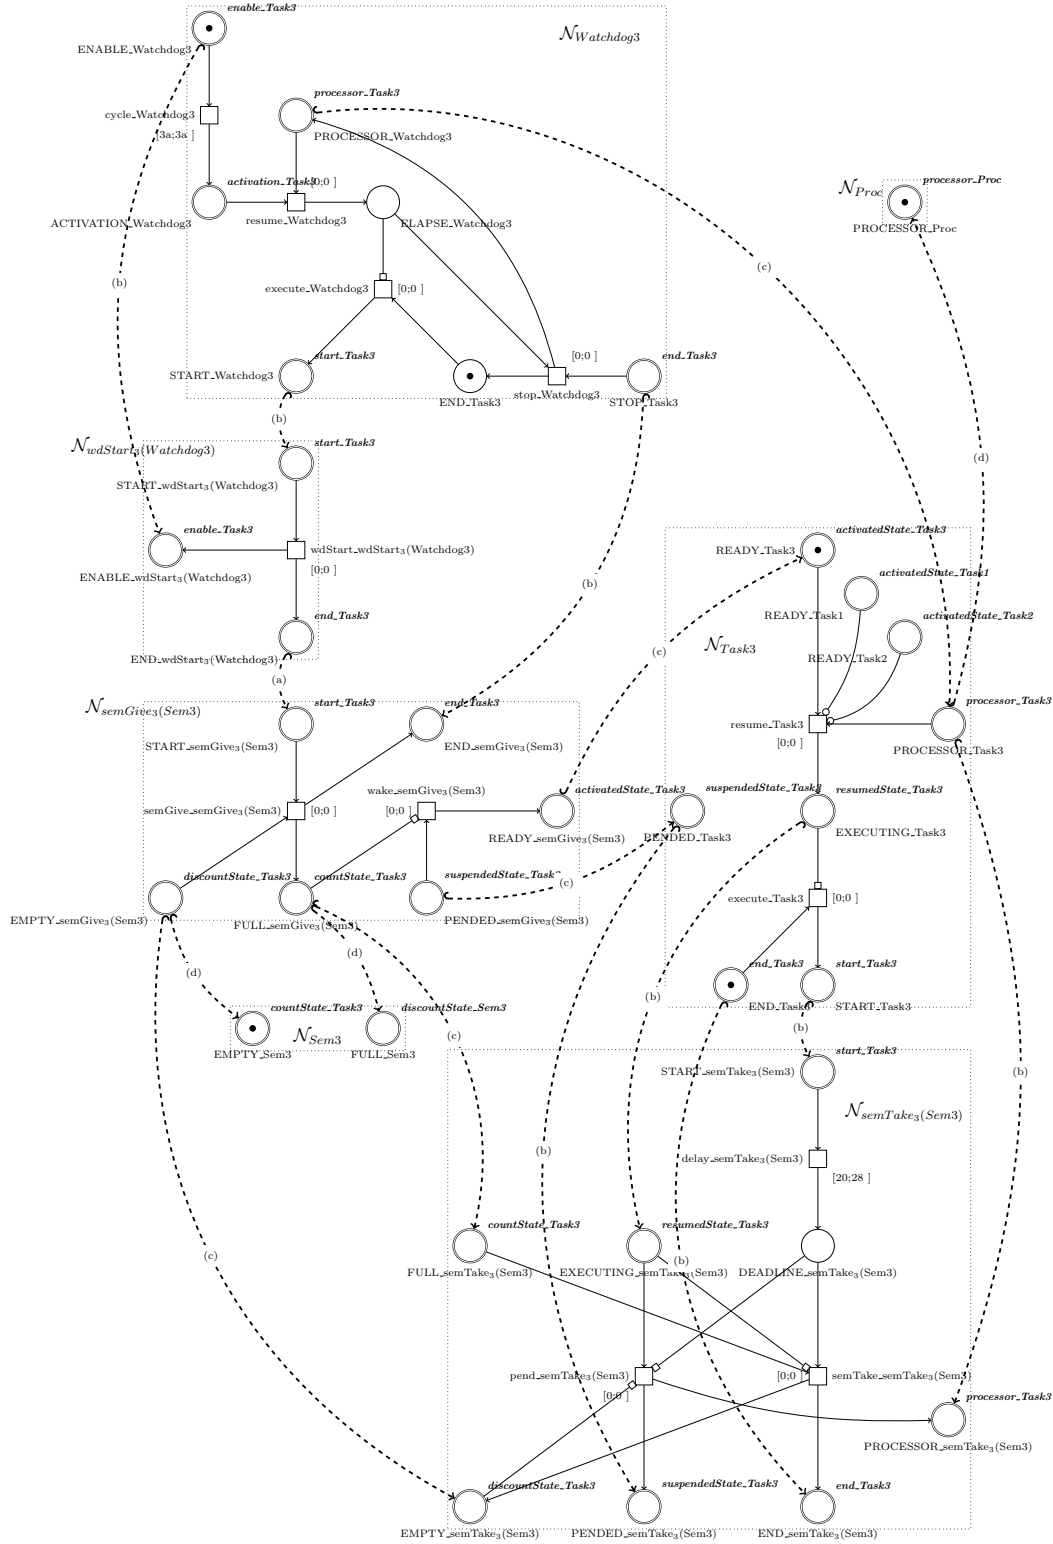 enable_Task3
N_Watchdog3
ENABLE_Watchdog3
processor_Task3
cycle_Watchdog3
[3a;3a ]
PROCESSOR_Watchdog3
activation_Task3
[0;0 ]
processor_Proc
N_Proc
ACTIVATION_Watchdog3
resume_Watchdog3
ELAPSE_Watchdog3
PROCESSOR_Proc
(c)
(b)
execute_Watchdog3
[0;0 ]
start_Task3
[0;0 ]
end_Task3
START_Watchdog3
stop_Watchdog3
END_Task3
STOP_Task3
(b)
N_wdStart₃(Watchdog3)
start_Task3
(d)
START_wdStart₃(Watchdog3)
enable_Task3
activatedState_Task3
wdStart_wdStart₃(Watchdog3)
READY_Task3
[0;0 ]
ENABLE_wdStart₃(Watchdog3)
activatedState_Task1
(b)
end_Task3
READY_Task1
activatedState_Task2
N_Task3
(c)
END_wdStart₃(Watchdog3)
READY_Task2
(a)
N_semGive₃(Sem3)
start_Task3
end_Task3
processor_Task3
resume_Task3
START_semGive₃(Sem3)
END_semGive₃(Sem3)
[0;0 ]
PROCESSOR_Task3
wake_semGive₃(Sem3)
activatedState_Task3
suspendedState_Task3
resumedState_Task3
semGive_semGive₃(Sem3)
[0;0 ]
[0;0 ]
READY_semGive₃(Sem3)
PENDED_Task3
EXECUTING_Task3
discountState_Task3
countState_Task3
suspendedState_Task3
(c)
execute_Task3
[0;0 ]
EMPTY_semGive₃(Sem3)
FULL_semGive₃(Sem3)
PENDED_semGive₃(Sem3)
(d)
(d)
end_Task3
start_Task3
(b)
END_Task3
START_Task3
countState_Task3
discountState_Sem3
N_Sem3
(c)
(b)
EMPTY_Sem3
FULL_Sem3
start_Task3
START_semTake₃(Sem3)
(b)
N_semTake₃(Sem3)
(b)
delay_semTake₃(Sem3)
[20;28 ]
countState_Task3
resumedState_Task3
(c)
(b)
FULL_semTake₃(Sem3)
EXECUTING_semTake₃(Sem3)
DEADLINE_semTake₃(Sem3)
pend_semTake₃(Sem3)
[0;0 ]
semTake_semTake₃(Sem3)
[0;0 ]
processor_Task3
PROCESSOR_semTake₃(Sem3)
discountState_Task3
suspendedState_Task3
end_Task3
EMPTY_semTake₃(Sem3)
PENDED_semTake₃(Sem3)
END_semTake₃(Sem3)